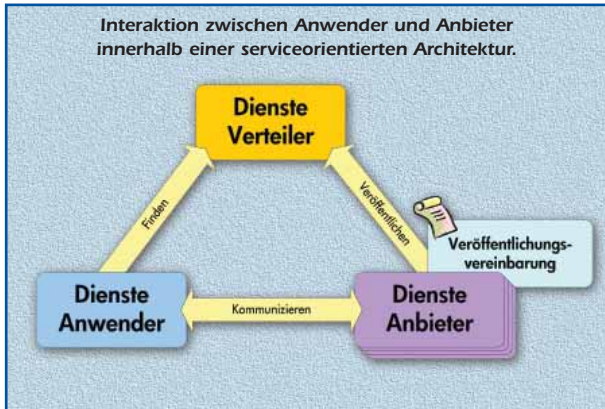 Interaktion zwischen Anwender und Anbieter
innerhalb einer serviceorientierten Architektur.
Dienste
Verteiler
Finden
Veröffentlichen
Veröffentlichungs-
vereinbarung
Dienste
Anwender
Kommunizieren
Dienste
Anbieter